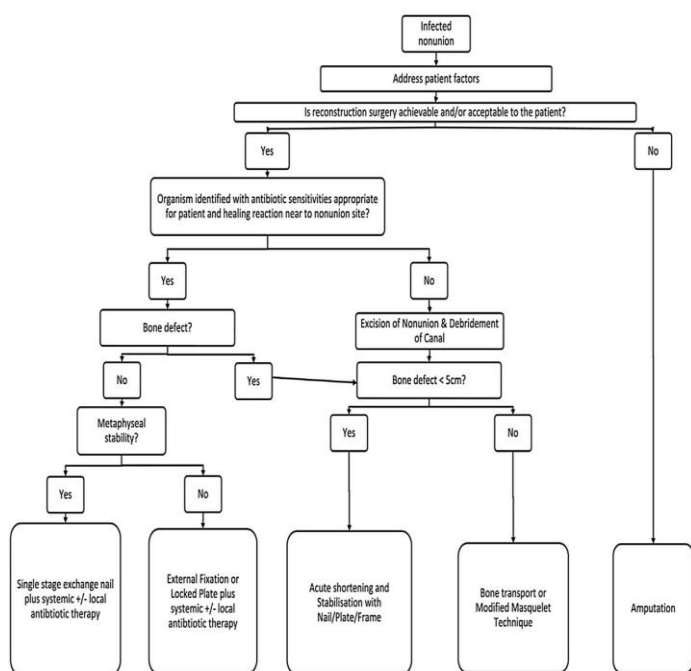 Infected
nonunion
Address patient factors
Is reconstruction surgery achievable and/or acceptable to the patient?
Yes
No
Organism identified with antibiotic sensitivities appropriate
for patient and healing reaction near to nonunion site?
Yes
No
Bone defect?
Excision of Nonunion & Debridement
of Canal
No
Yes
Bone defect < 5cm?
Metaphyseal
stability?
Yes
No
Yes
No
Single stage exchange nail
plus systemic +/- local
antibtiotic therapy
External Fixation or
Locked Plate plus
systemic +/- local
antibtiotic therapy
Acute shortening and
Stabilisation with
Nail/Plate/Frame
Bone transport or
Modified Masquelet
Technique
Amputation